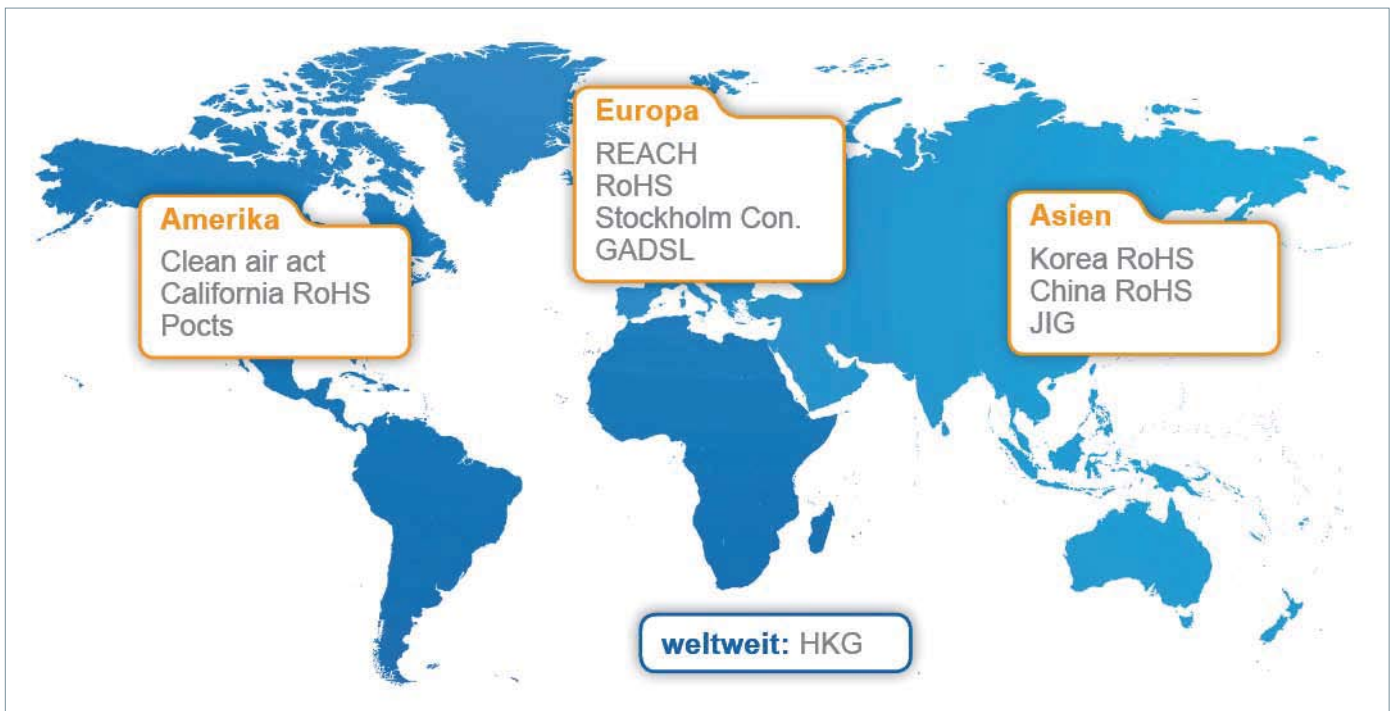 Amerika
Clean air act
California RoHS
Pocts
Europa
REACH
RoHS
Stockholm Con.
GADSL
Asien
Korea RoHS
China RoHS
JIG
weltweit: HKG